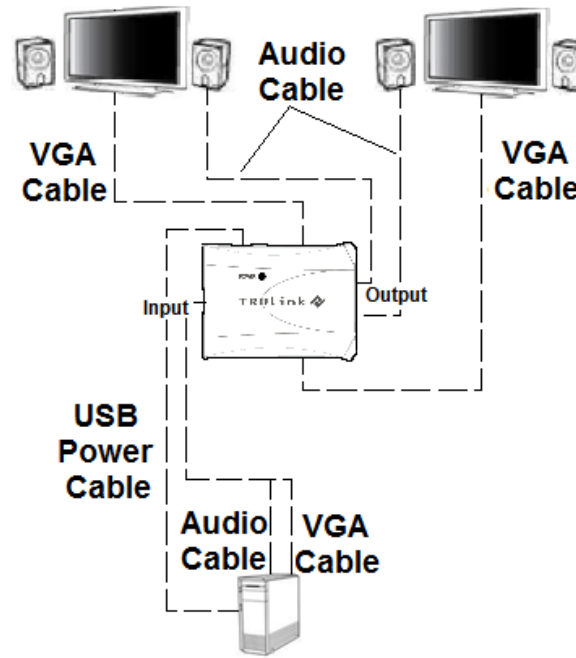 Audio
Cable
VGA
Cable
VGA
Cable
POWER
TRULink
Input
Output
USB
Power
Cable
Audio
Cable
VGA
Cable